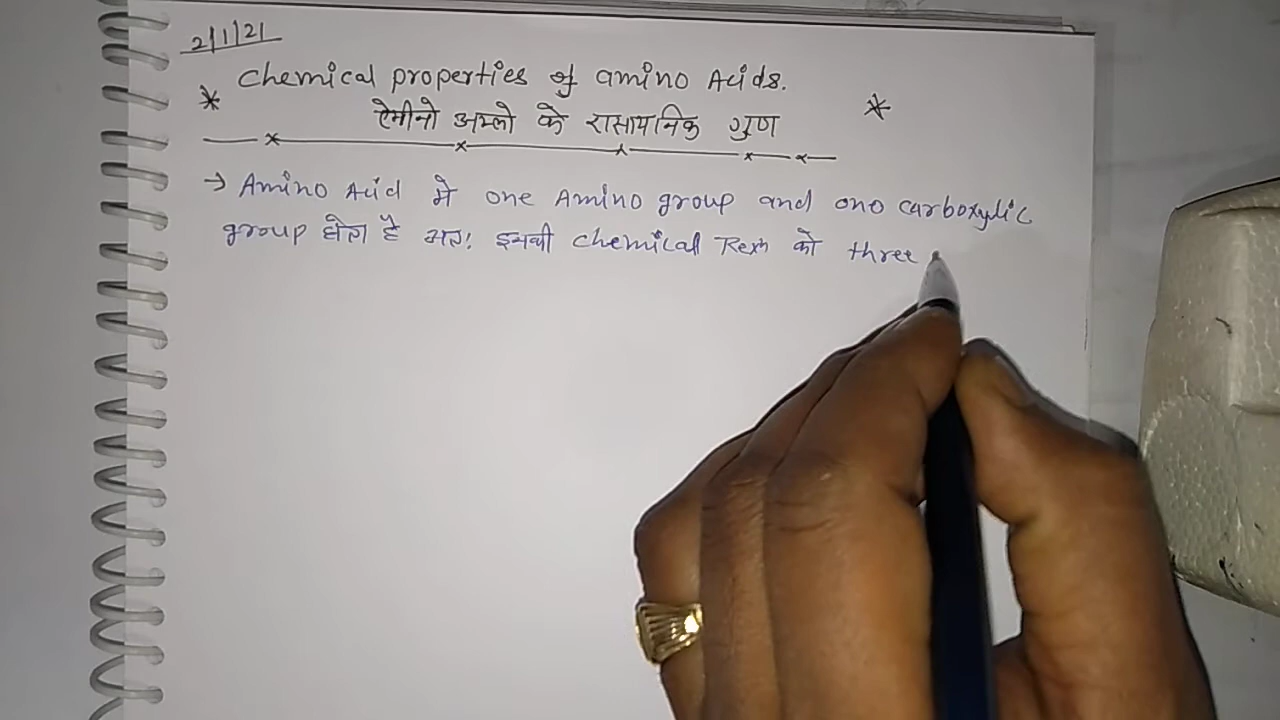 2/1/21
Chemical properties of amino Acids.
ऐमीनो अम्लो के रासायनिक गुण
→ Amino Acid मे one Amino group and ono carboxylic
group होता है अतः इनकी chemical Rexn को three